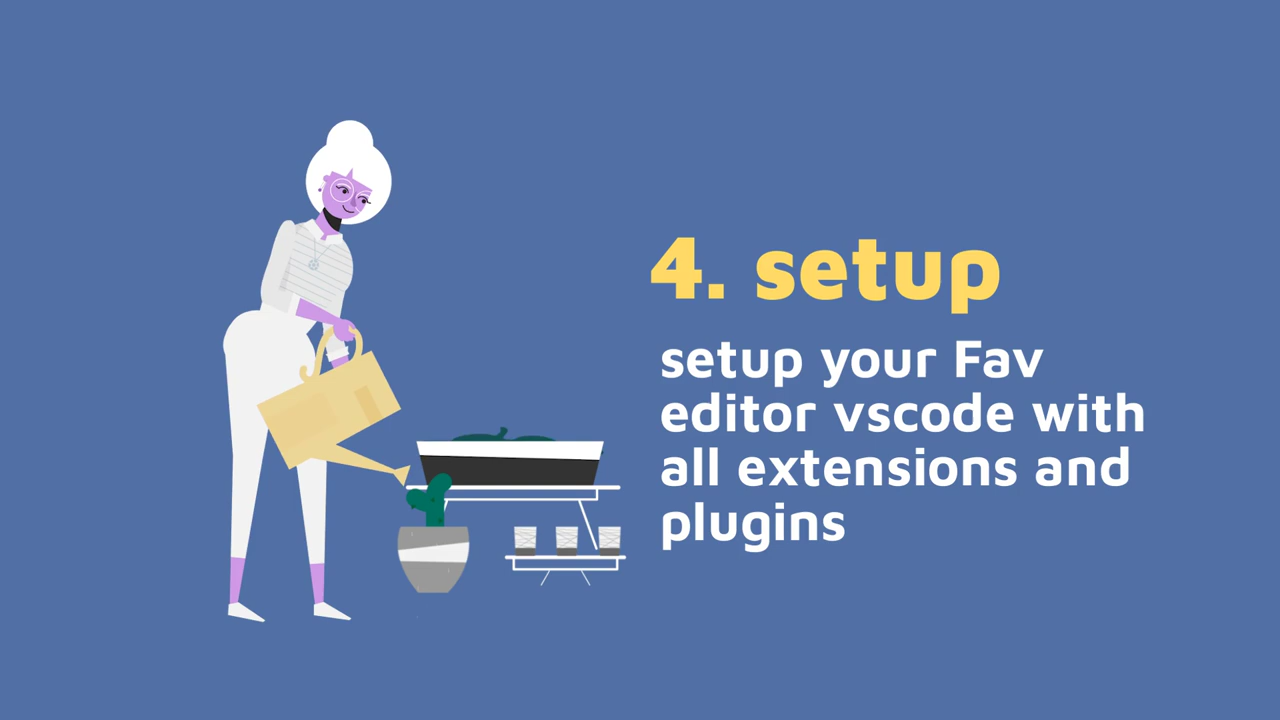 4. setup
setup your Fav
editor vscode with
all extensions and
plugins